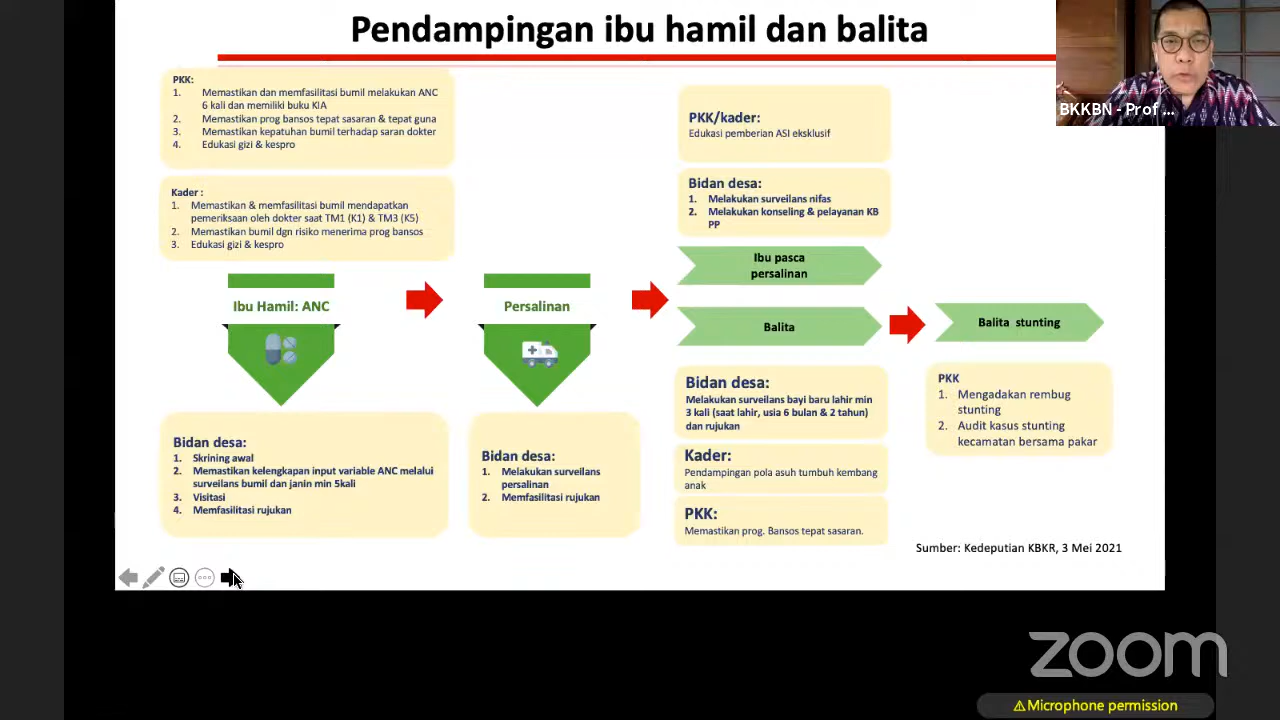 Pendampingan ibu hamil dan balita
BKKBN - Prof ...
PKK:
1. Memastikan dan memfasilitasi bumil melakukan ANC
6 kali dan memiliki buku KIA
2. Memastikan prog bansos tepat sasaran & tepat guna
3. Memastikan kepatuhan bumil terhadap saran dokter
4. Edukasi gizi & kespro
Kader :
1. Memastikan & memfasilitasi bumil mendapatkan
pemeriksaan oleh dokter saat TM1 (K1) & TM3 (K5)
2. Memastikan bumil dgn risiko menerima prog bansos
3. Edukasi gizi & kespro
Ibu Hamil: ANC
Bidan desa:
1. Skrining awal
2. Memastikan kelengkapan input variable ANC melalui
surveilans bumil dan janin min 5kali
3. Visitasi
4. Memfasilitasi rujukan
Persalinan
Bidan desa:
1. Melakukan surveilans
persalinan
2. Memfasilitasi rujukan
PKK/kader:
Edukasi pemberian ASI eksklusif
Bidan desa:
1. Melakukan surveilans nifas
2. Melakukan konseling & pelayanan KB
PP
Ibu pasca
persalinan
Balita
Bidan desa:
Melakukan surveilans bayi baru lahir min
3 kali (saat lahir, usia 6 bulan & 2 tahun)
dan rujukan
Kader:
Pendampingan pola asuh tumbuh kembang
anak
PKK:
Memastikan prog. Bansos tepat sasaran.
Balita stunting
PKK
1. Mengadakan rembug
stunting
2. Audit kasus stunting
kecamatan bersama pakar
Sumber: Kedeputian KBKR, 3 Mei 2021
zoom
⚠Microphone permission